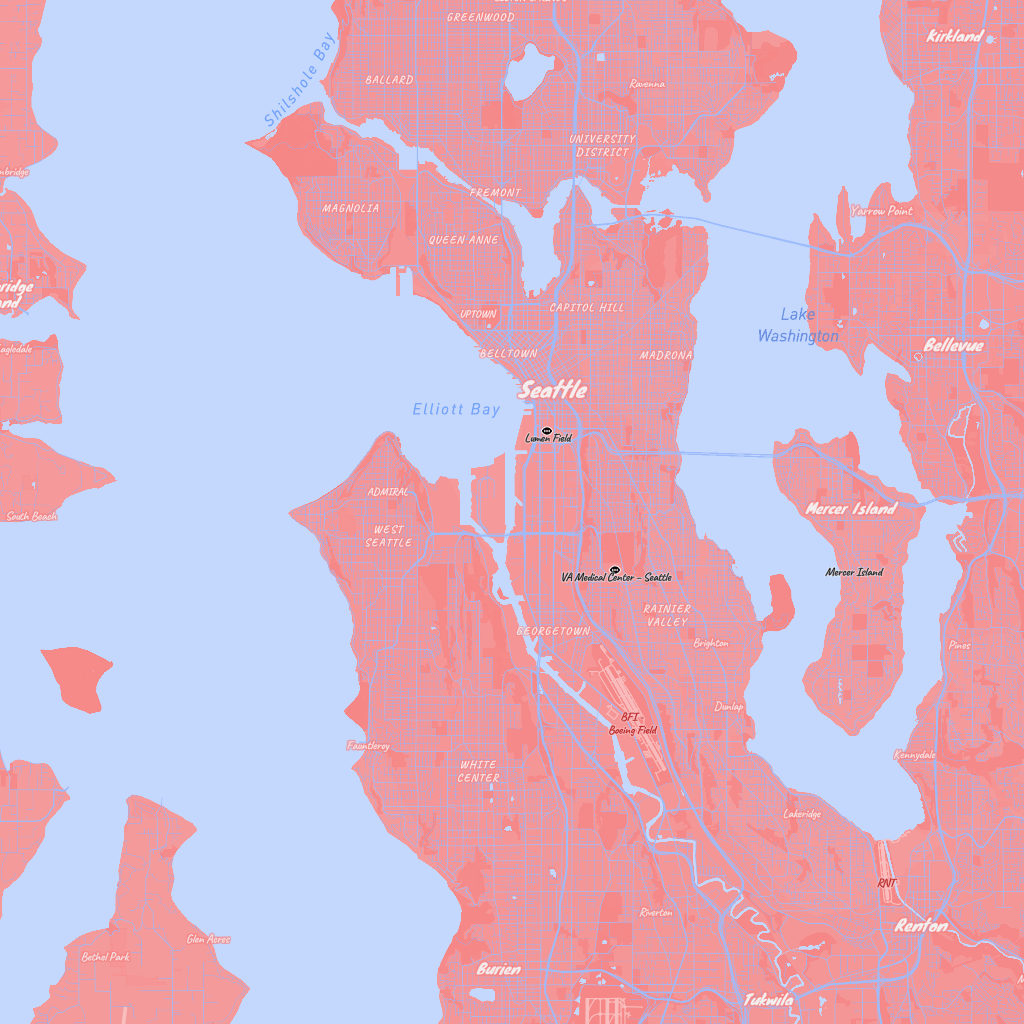 GREENWOOD
Kirkland
Shilshole Bay
BALLARD
Ravenna
UNIVERSITY
DISTRICT
FREMONT
MAGNOLIA
Yarrow Point
QUEEN ANNE
UPTOWN
CAPITOL HILL
Lake
Washington
Bellevue
BELLTOWN
MADRONA
Seattle
Elliott Bay
Lumen Field
ADMIRAL
Mercer Island
South Beach
WEST
SEATTLE
VA Medical Center - Seattle
Mercer Island
RAINIER
VALLEY
GEORGETOWN
Brighton
Pines
Dunlap
BFI -
Boeing Field
Fauntleroy
Kennydale
WHITE
CENTER
Lakeridge
RNT
Riverton
Renton
Glen Acres
Bethel Park
Burien
Tukwila